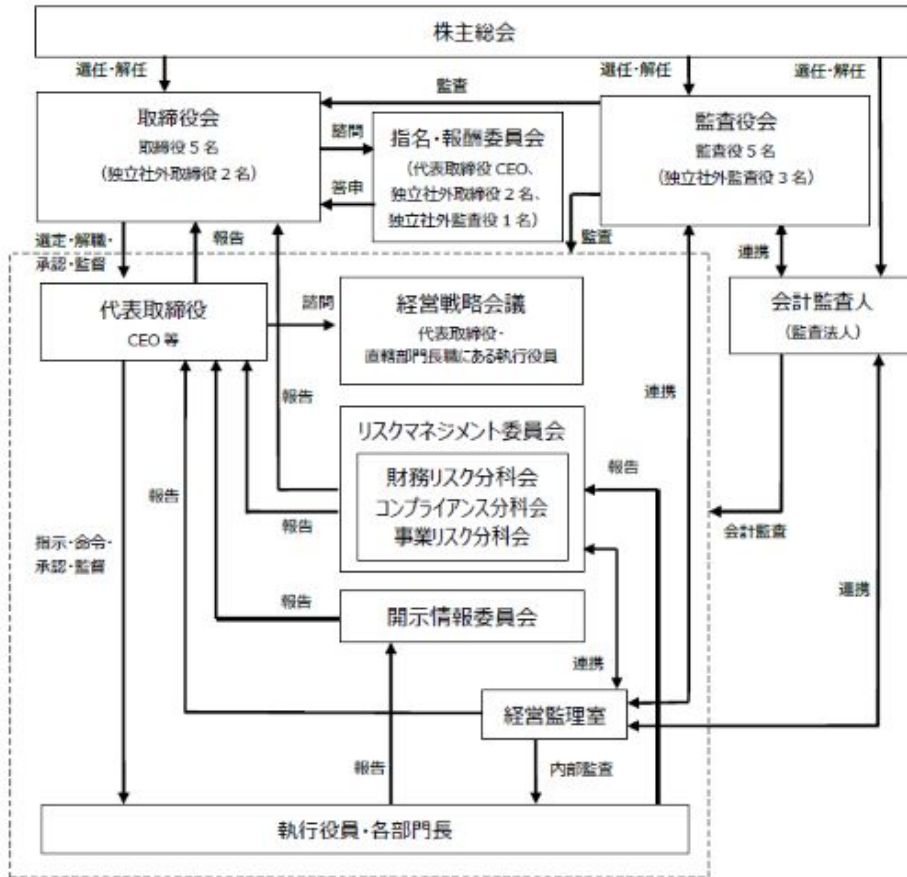 株主総会
選任・解任
選任・解任
選任・解任
監査
取締役会
取締役5名
(独立社外取締役2名)
諮問
答申
指名・報酬委員会
(代表取締役CEO、
独立社外取締役2名、
独立社外監査役1名)
監査役会
監査役5名
(独立社外監査役3名)
選定・解職・
承認・監督
報告
監査
連携
代表取締役
CEO等
諮問
経営戦略会議
代表取締役・
直轄部門長職にある執行役員
会計監査人
(監査法人)
報告
連携
リスクマネジメント委員会
財務リスク分科会
コンプライアンス分科会
事業リスク分科会
報告
報告
報告
会計監査
指示・命令・
承認・監督
報告
開示情報委員会
連携
連携
経営監理室
報告
内部監査
執行役員・各部門長